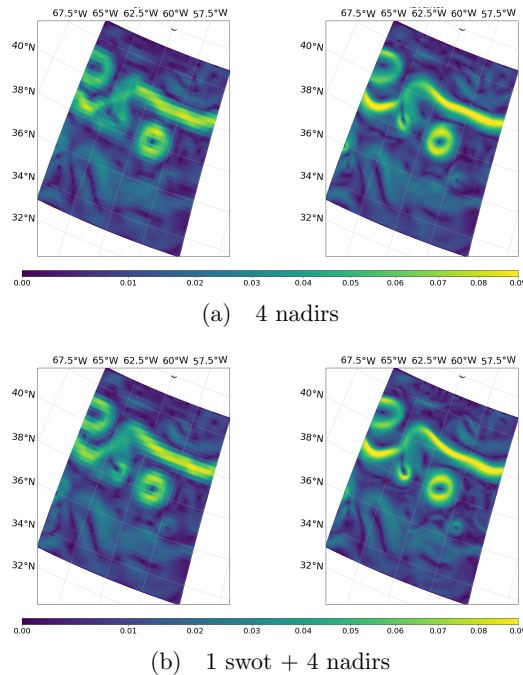 67.5°W 65°W 62.5°W 60°W 57.5°W 67.5°W 65°W 62.5°W 60°W 57.5°W
40°N 40°N
38°N 38°N
36°N 36°N
34°N 34°N
32°N 32°N
0.00 0.01 0.02 0.03 0.04 0.05 0.06 0.07 0.08 0.09
(a) 4 nadirs
67.5°W 65°W 62.5°W 60°W 57.5°W 67.5°W 65°W 62.5°W 60°W 57.5°W
40°N 40°N
38°N 38°N
36°N 36°N
34°N 34°N
32°N 32°N
0.00 0.01 0.02 0.03 0.04 0.05 0.06 0.07 0.08
(b) 1 swot + 4 nadirs